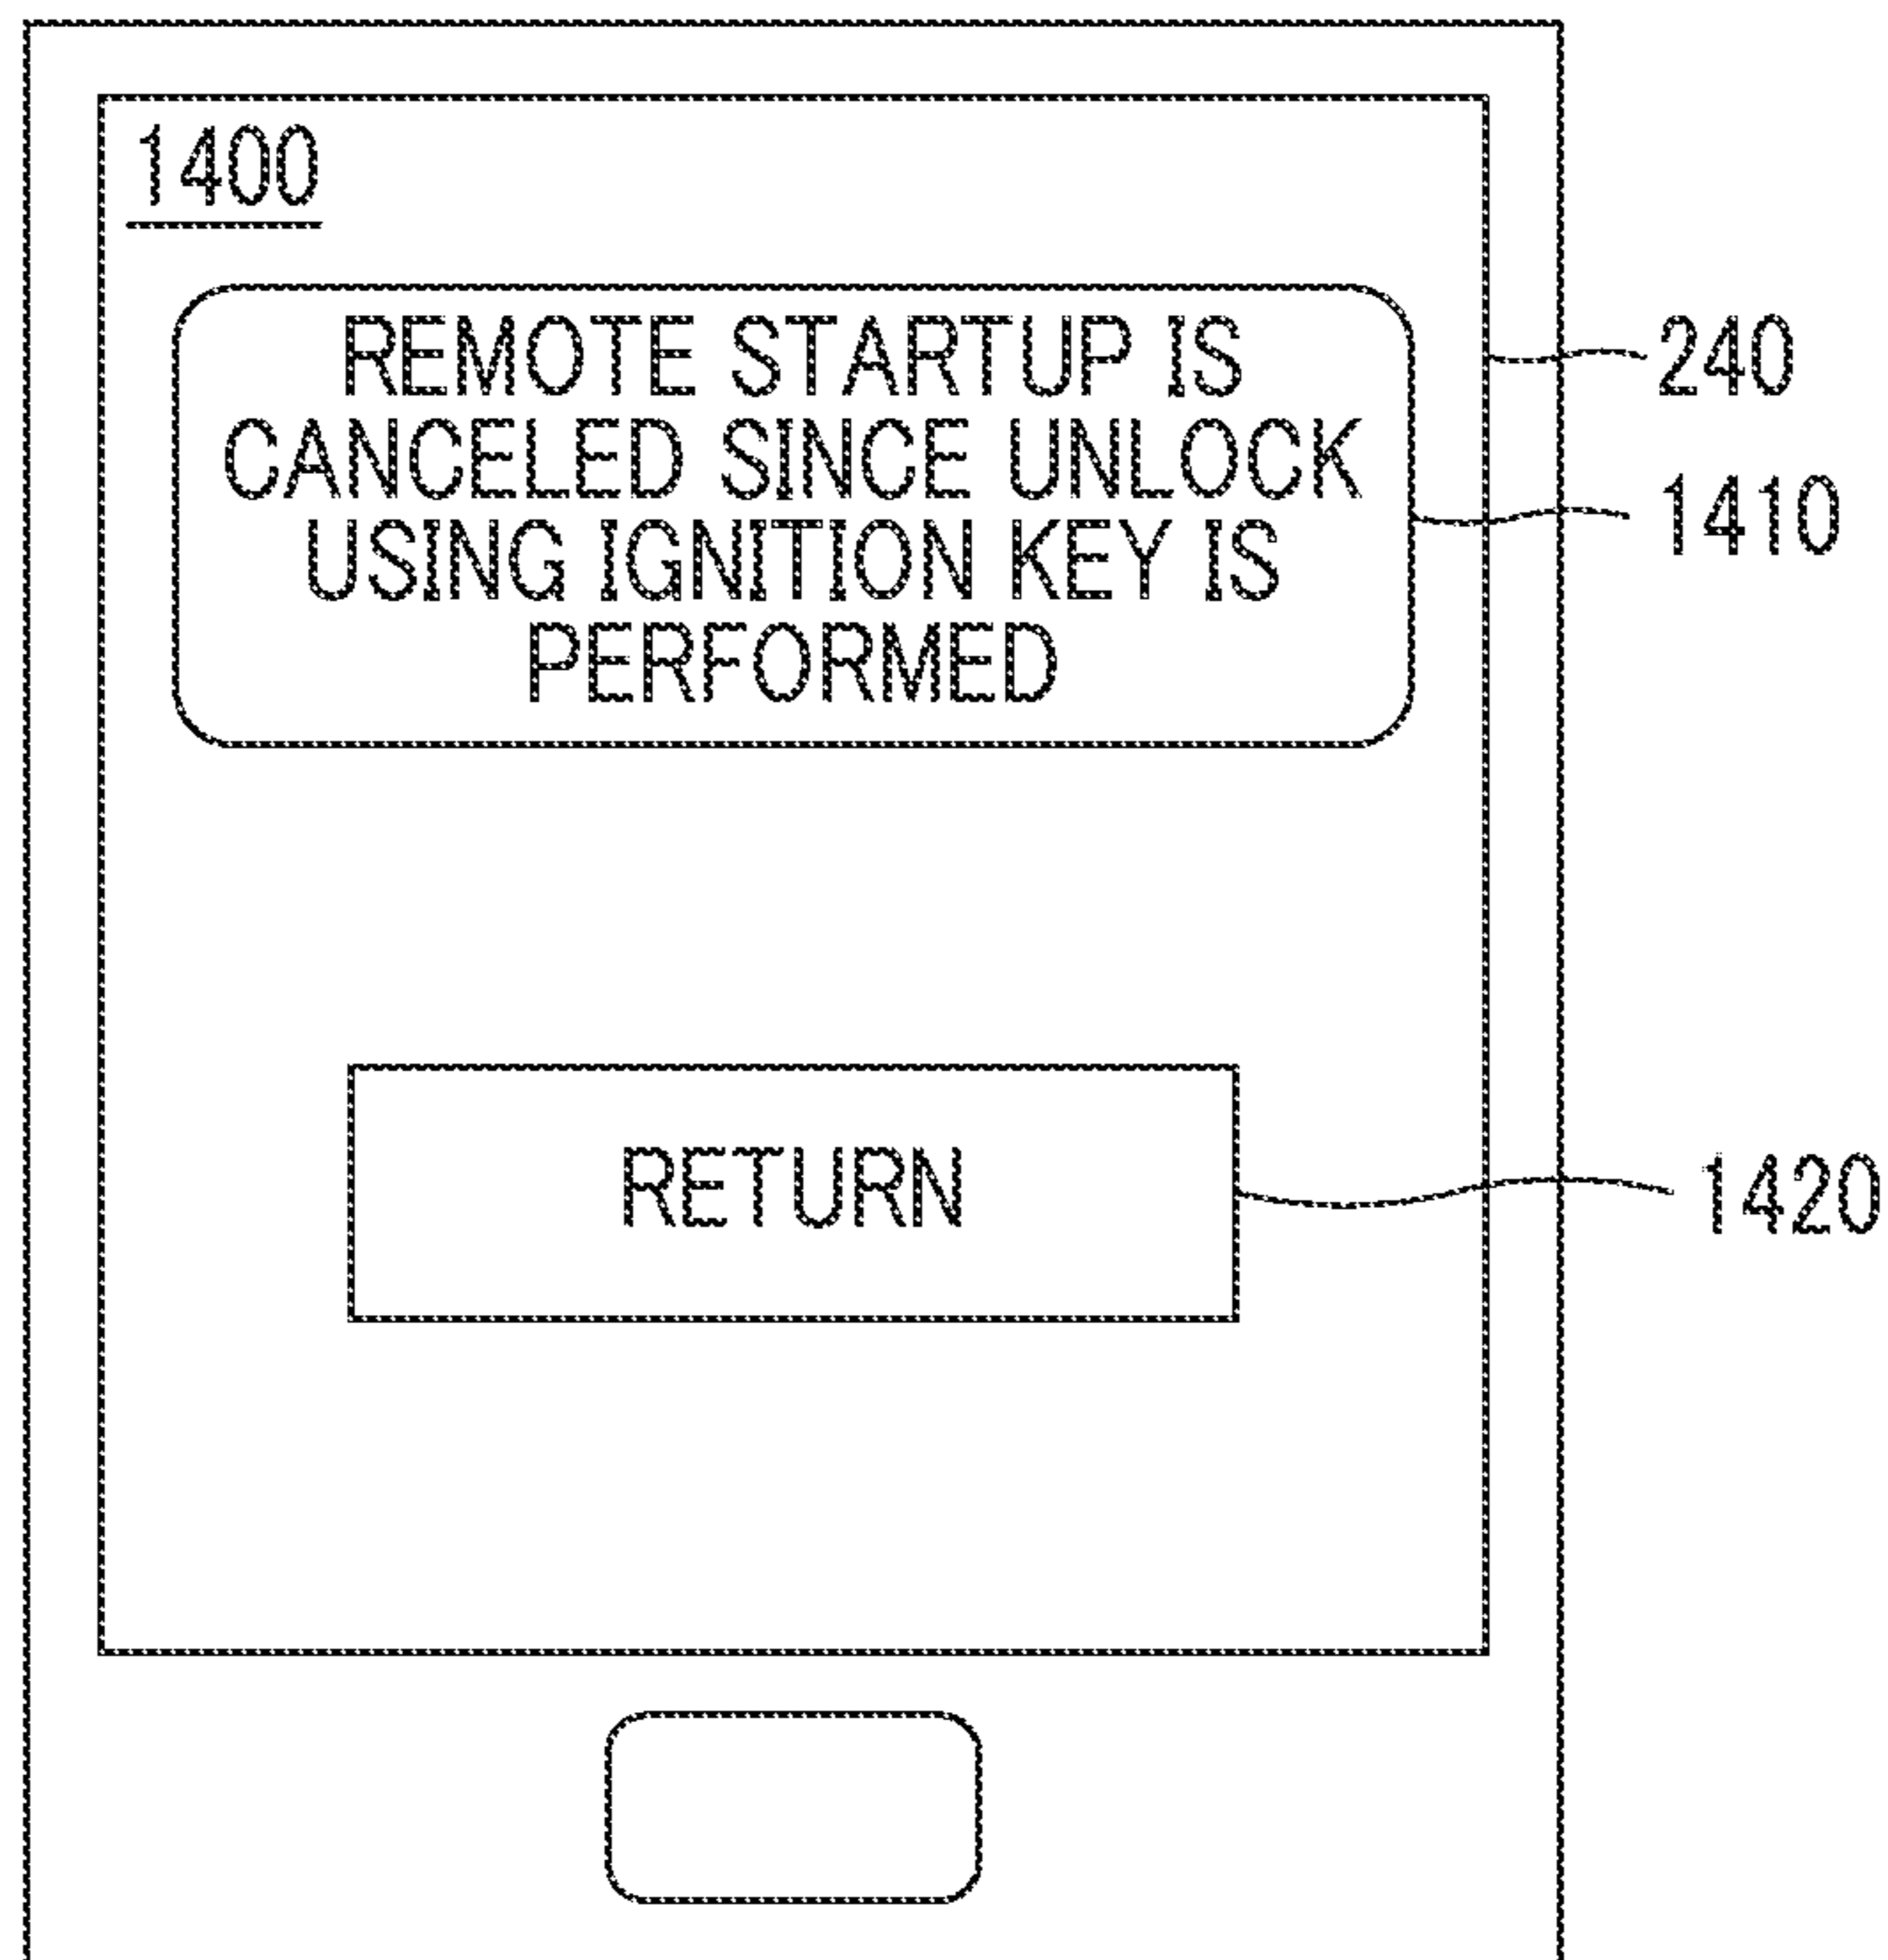 1400
REMOTE STARTUP IS
CANCELED SINCE UNLOCK
USING IGNITION KEY IS
PERFORMED
240
1410
RETURN
1420